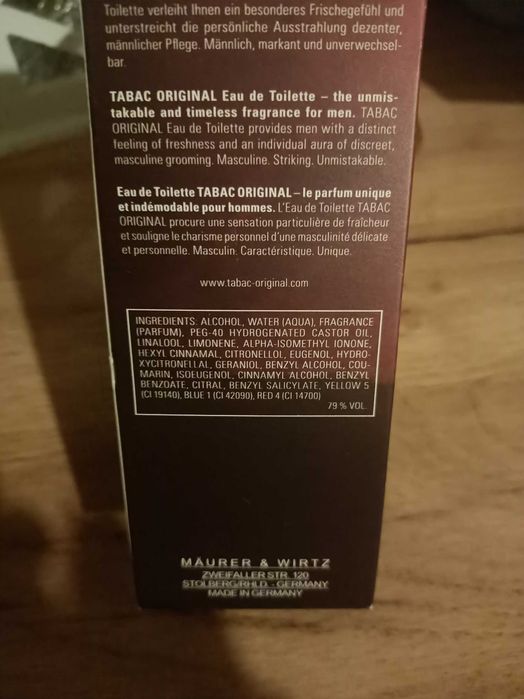 Toilette verleiht Ihnen ein besonderes Frischegefühl und
unterstreicht die persönliche Ausstrahlung dezenter,
männlicher Pflege. Männlich, markant und unverwechsel-
bar.
TABAC ORIGINAL Eau de Toilette – the unmis-
takable and timeless fragrance for men. TABAC
ORIGINAL Eau de Toilette provides men with a distinct
feeling of freshness and an individual aura of discreet,
masculine grooming. Masculine. Striking. Unmistakable.
Eau de Toilette TABAC ORIGINAL – le parfum unique
et indémodable pour hommes. L'Eau de Toilette TABAC
ORIGINAL procure une sensation particulière de fraîcheur
et souligne le charisme personnel d'une masculinité délicate
et personnelle. Masculin. Caractéristique. Unique.
www.tabac-original.com
INGREDIENTS: ALCOHOL, WATER (AQUA), FRAGRANCE
(PARFUM), PEG-40 HYDROGENATED CASTOR OIL,
LINALOOL, LIMONENE, ALPHA-ISOMETHYL IONONE,
HEXYL CINNAMAL, CITRONELLOL, EUGENOL, HYDRO-
XYCITRONELLAL, GERANIOL, BENZYL ALCOHOL, COU-
MARIN, ISOEUGENOL, CINNAMYL ALCOHOL, BENZYL
BENZOATE, CITRAL, BENZYL SALICYLATE, YELLOW 5
(CI 19140), BLUE 1 (CI 42090), RED 4 (CI 14700)
79 % VOL.
MÄURER & WIRTZ
ZWEIFALLER STR. 120
STOLBERG/RHLD. - GERMANY
MADE IN GERMANY